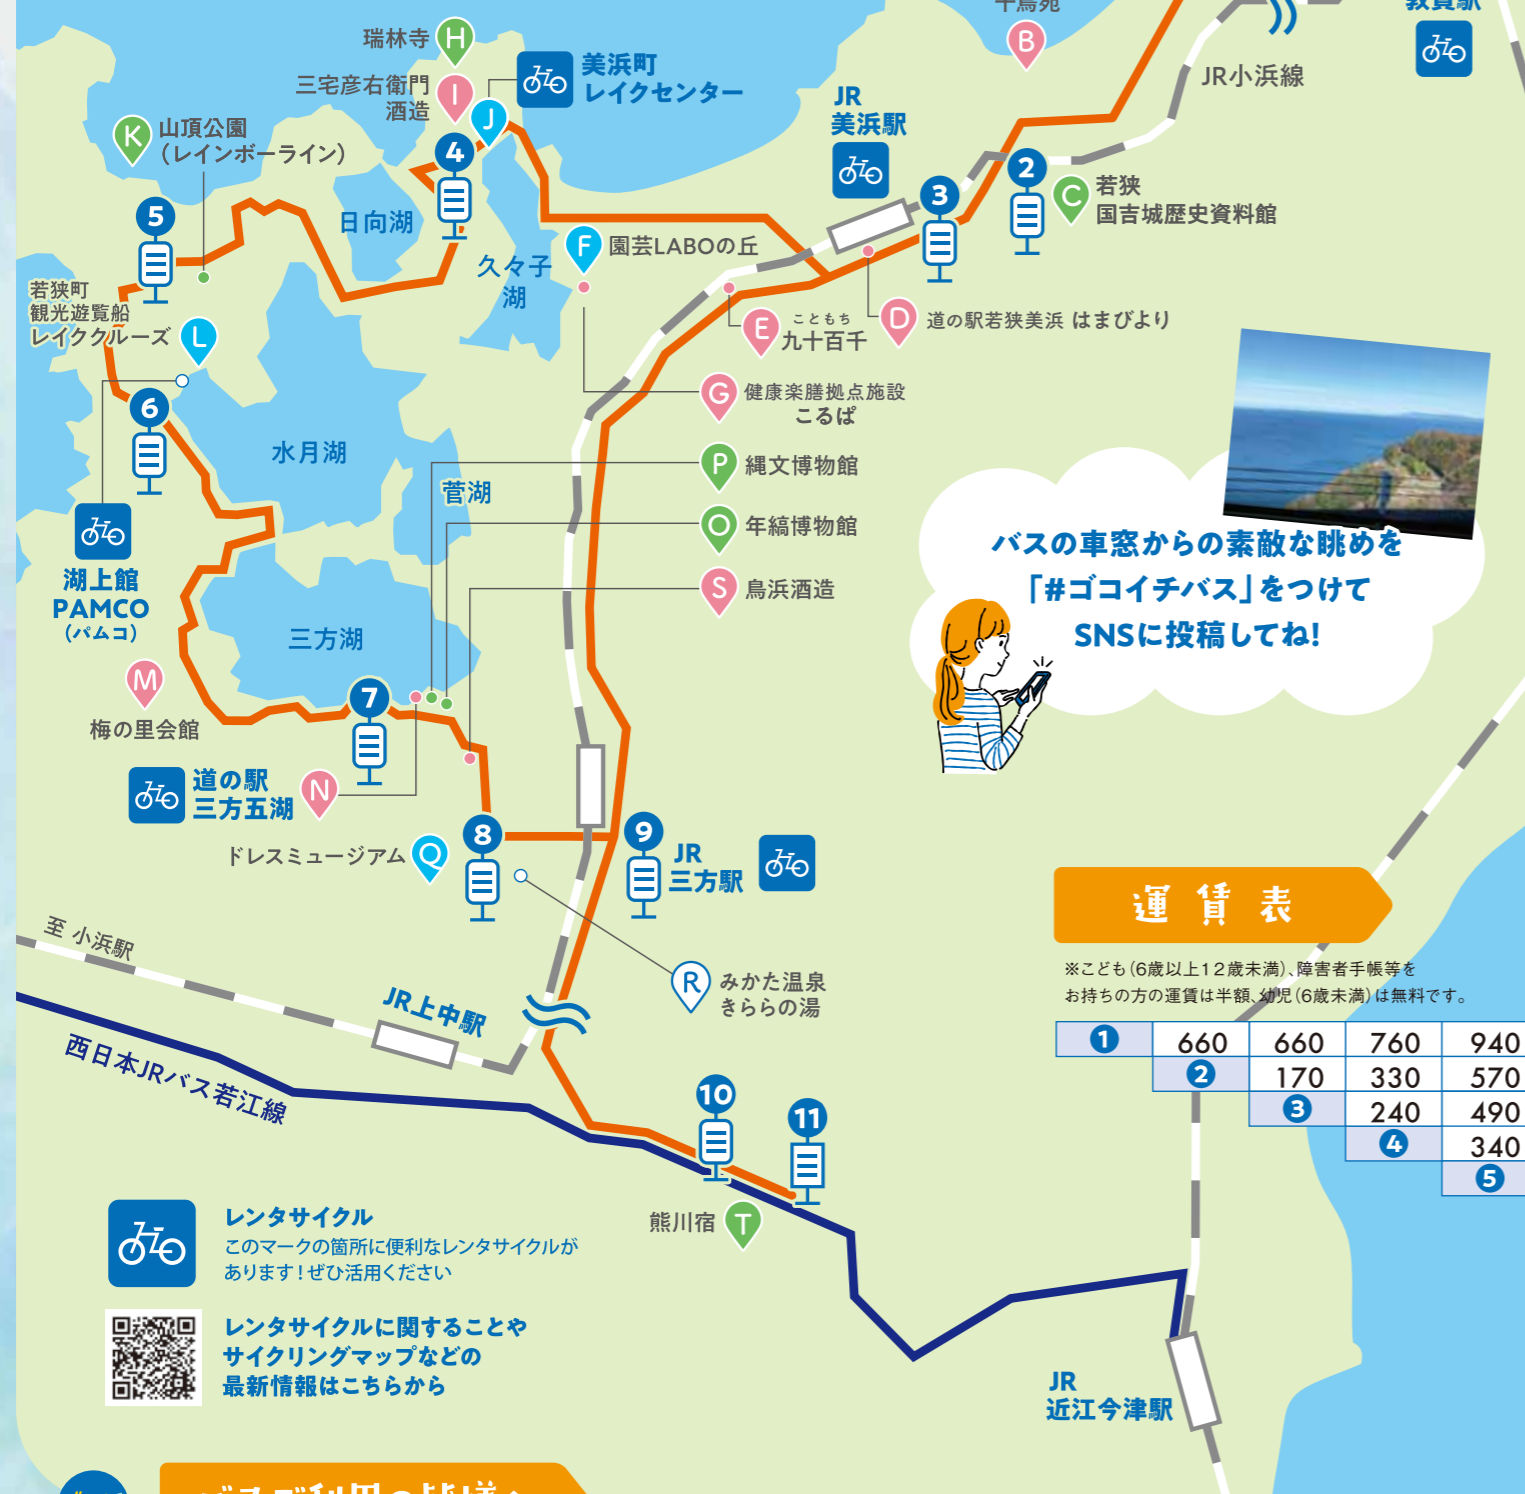 瑞林寺
H
三宅彦右衛門
酒造
I
J
美浜町
レイクセンター
B
JR小浜線
JR
美浜駅
K
山頂公園
（レインボーライン）
4
5
日向湖
久々子
湖
F
園芸LABOの丘
3
2
C
若狭
国吉城歴史資料館
若狭町
観光遊覧船
レイククルーズ
L
こともち
E
九十百千
D
道の駅若狭美浜 はまびより
G
健康楽膳拠点施設
こるぱ
6
水月湖
菅湖
P
縄文博物館
O
年縞博物館
S
鳥浜酒造
湖上館
PAMCO
（パムコ）
三方湖
M
梅の里会館
7
道の駅
三方五湖
N
バスの車窓からの素敵な眺めを
「#ゴコイチバス」をつけて
SNSに投稿してね!
ドレスミュージアム
Q
8
9
JR
三方駅
R
みかた温泉
きららの湯
至 小浜駅
JR上中駅
西日本JRバス若江線
10
11
熊川宿
T
運賃表
※こども（6歳以上12歳未満）、障害者手帳等を
お持ちの方の運賃は半額、幼児（6歳未満）は無料です。
1 660 660 760 940
2 170 330 570
3 240 490
4 340
5
レンタサイクル
このマークの箇所に便利なレンタサイクルが
あります！ぜひ活用ください
レンタサイクルに関することや
サイクリングマップなどの
最新情報はこちらから
JR
近江今津駅